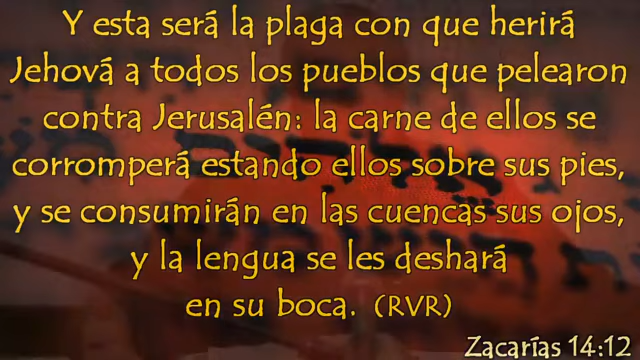 Y esta será la plaga con que herirá
Jehová a todos los pueblos que pelearon
contra Jerusalén: la carne de ellos se
corromperá estando ellos sobre sus pies,
y se consumirán en las cuencas sus ojos,
y la lengua se les deshará
en su boca. (RVR)
Zacarías 14:12